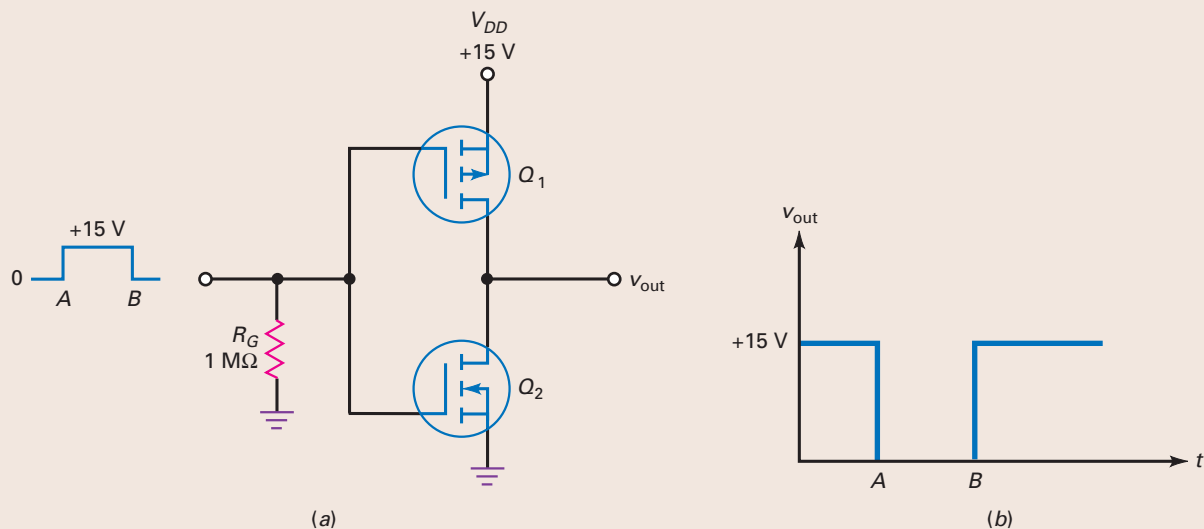 V_DD
+15 V
Q_1
+15 V
0
A
B
v_out
R_G
1 MΩ
Q_2
(a)
v_out
+15 V
A
B
t
(b)